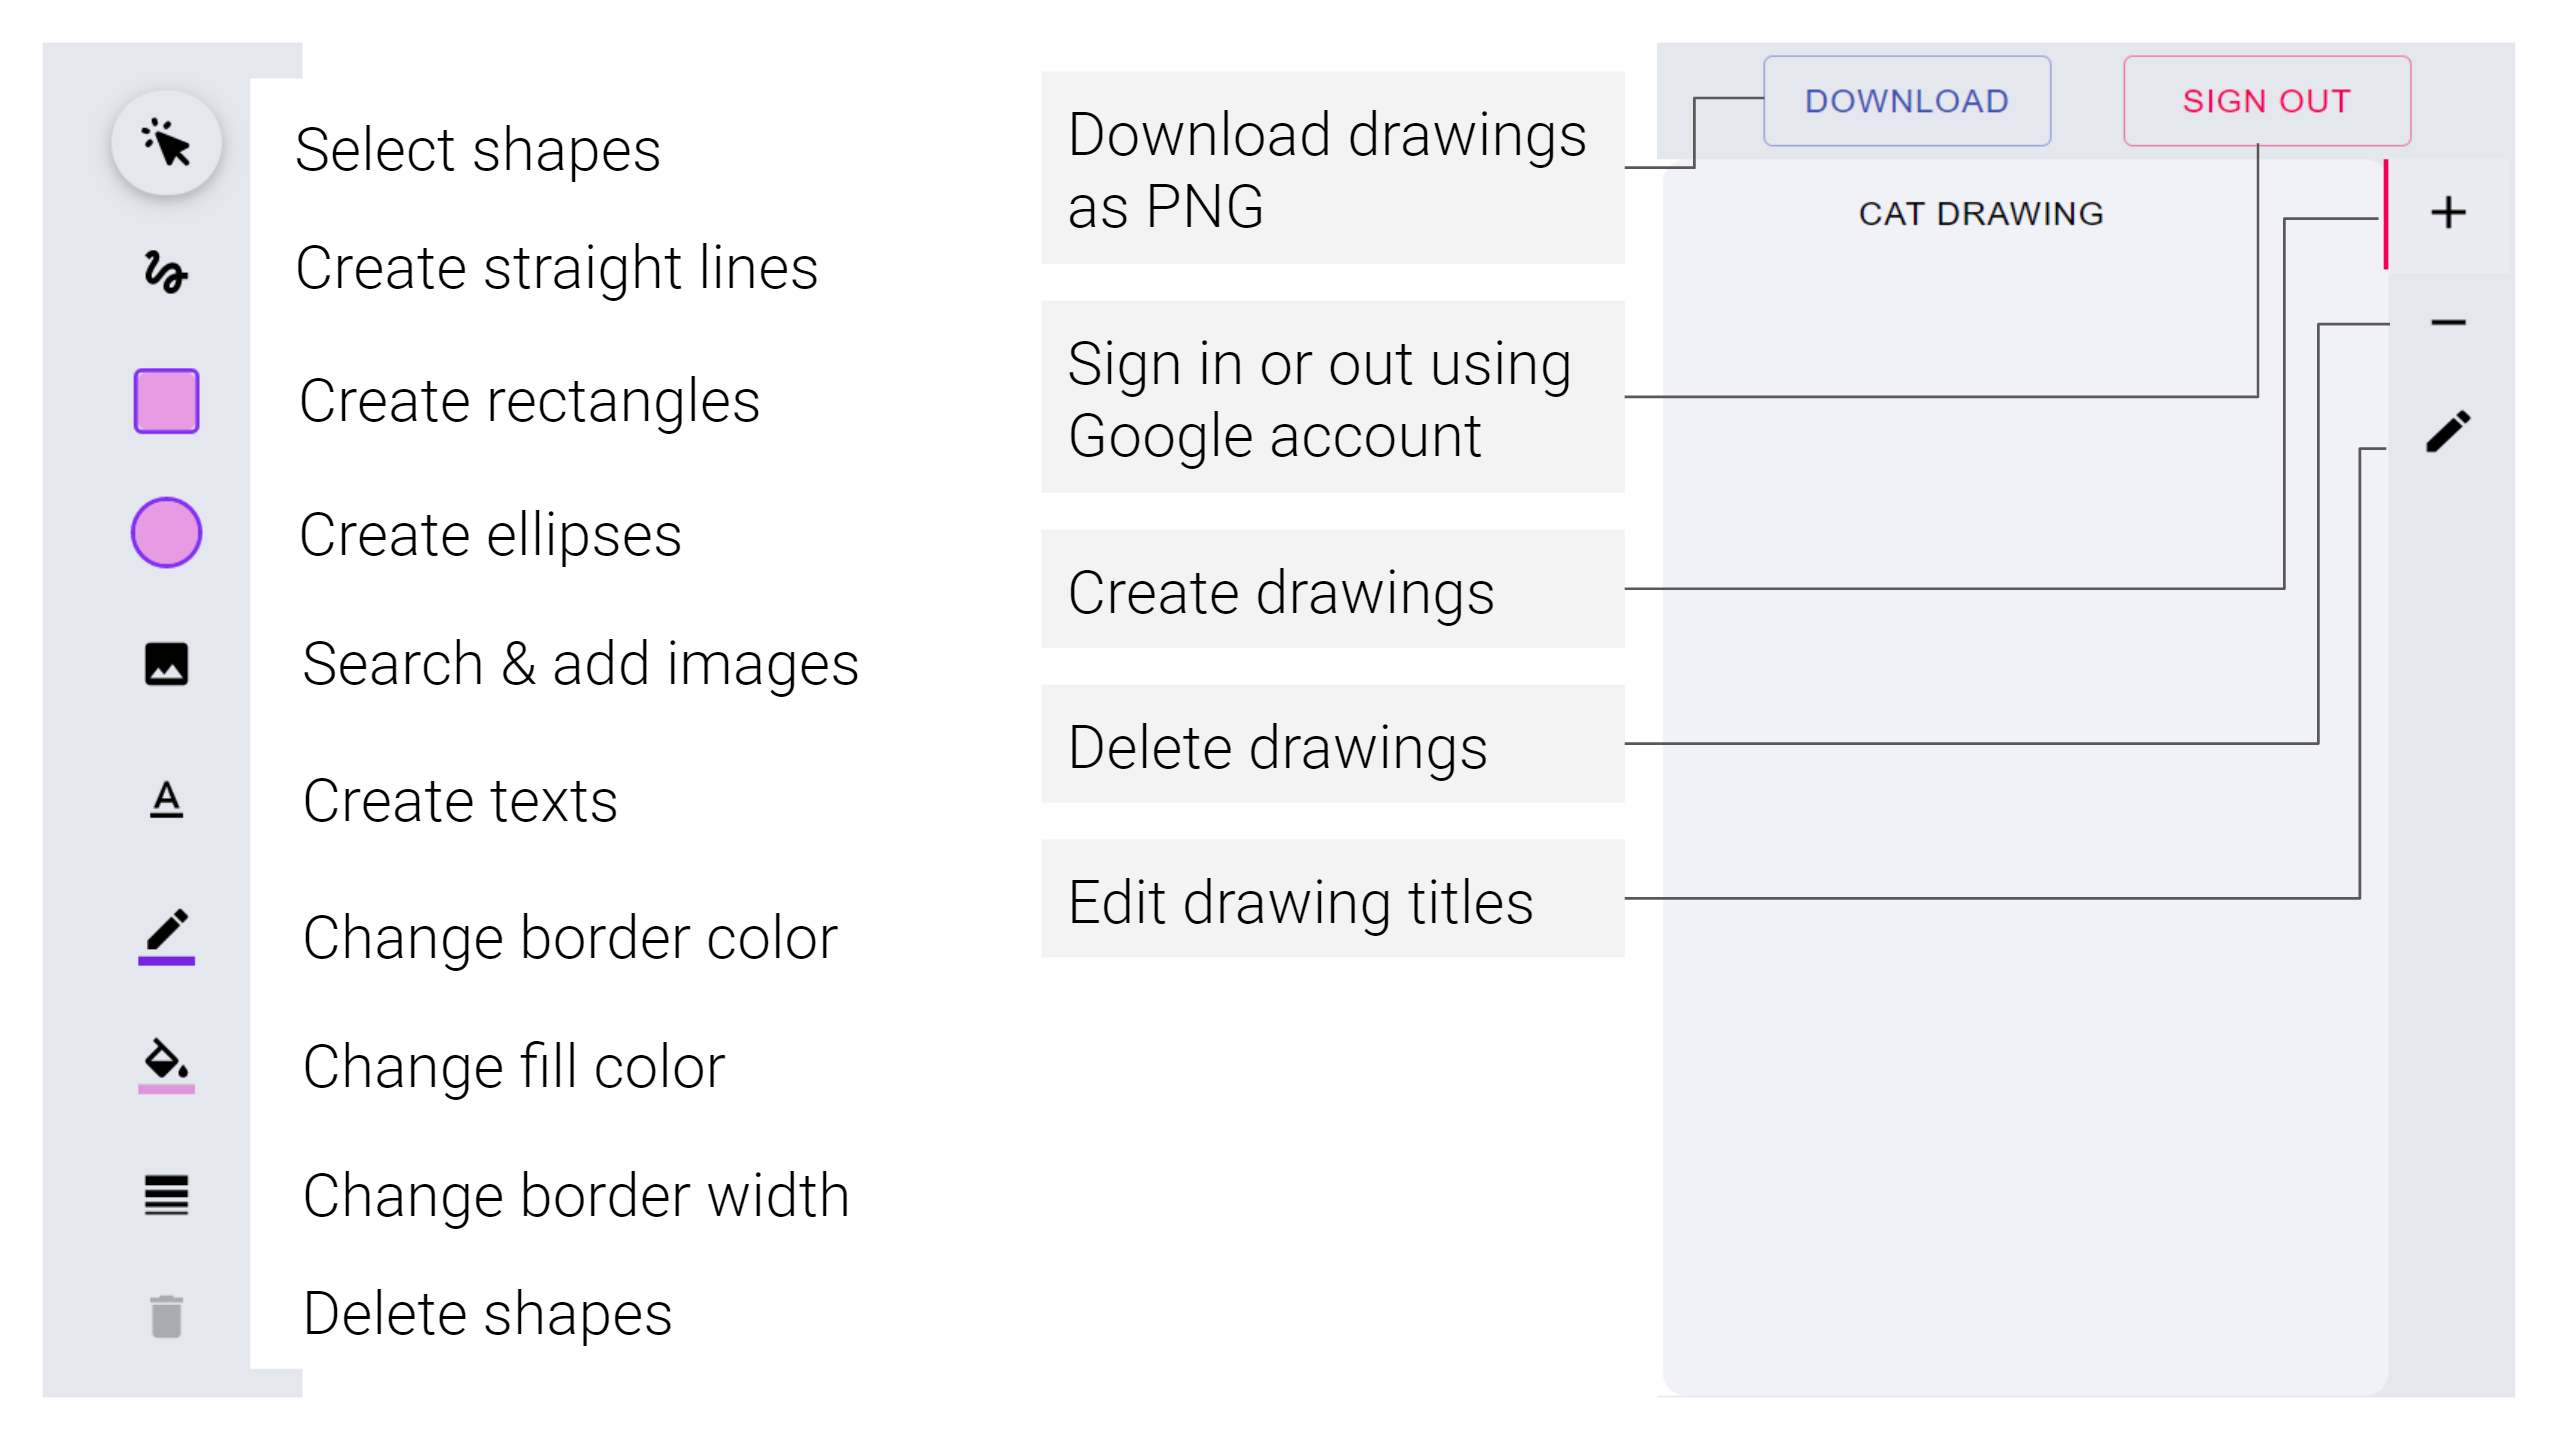 Select shapes
Create straight lines
Create rectangles
Create ellipses
Search & add images
Create texts
Change border color
Change fill color
Change border width
Delete shapes
Download drawings
as PNG
Sign in or out using
Google account
Create drawings
Delete drawings
Edit drawing titles
DOWNLOAD
SIGN OUT
CAT DRAWING